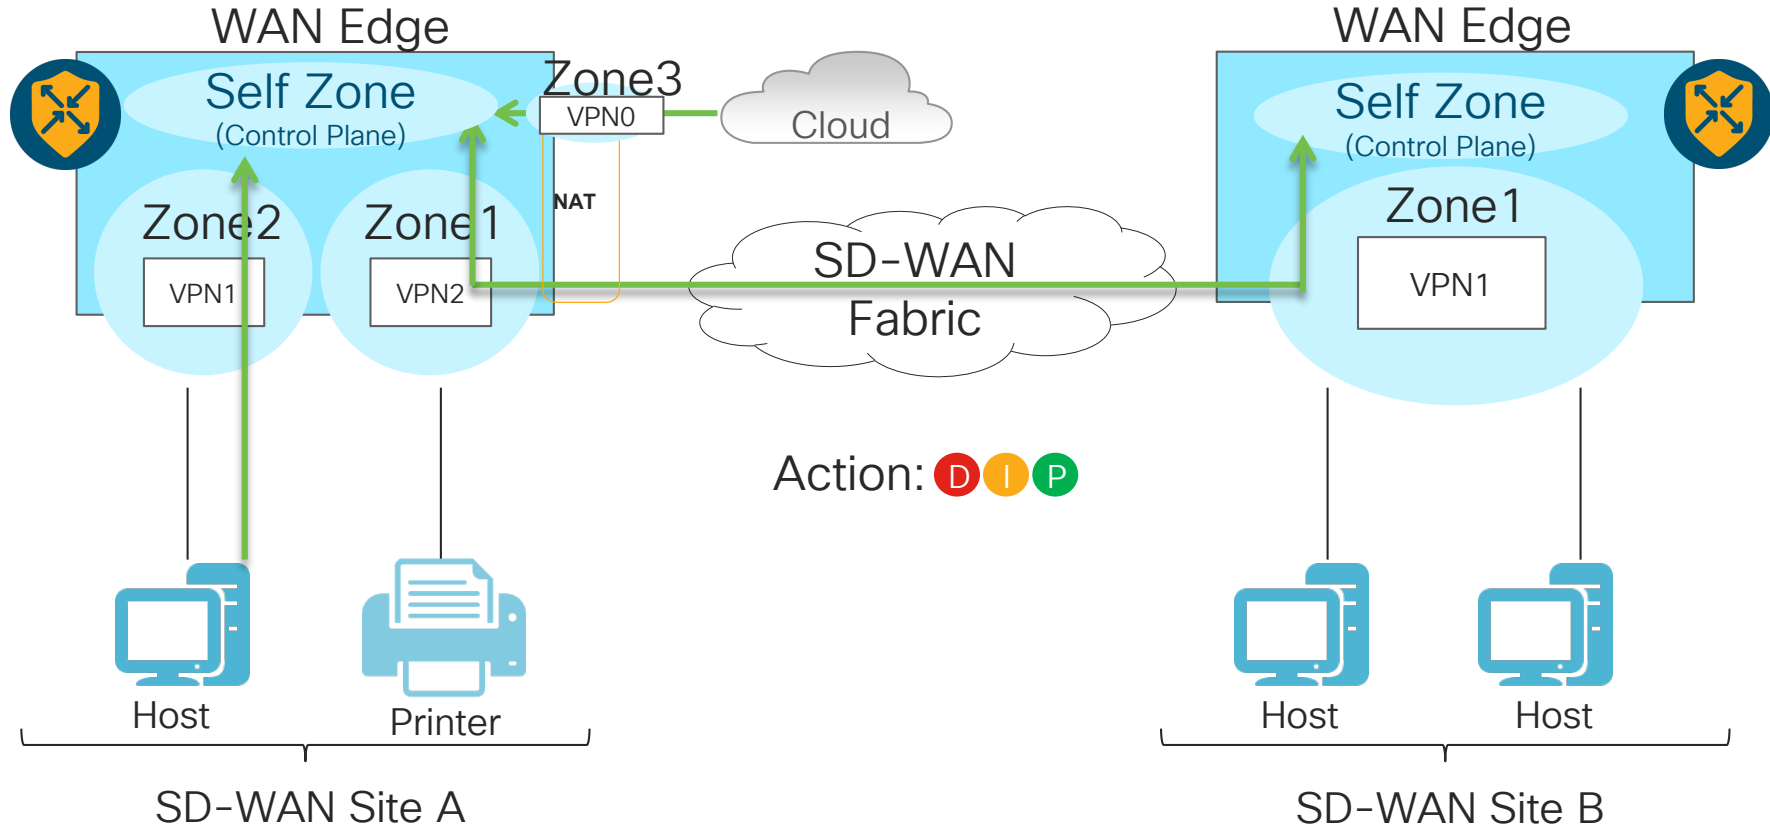 WAN Edge
WAN Edge
Self Zone
(Control Plane)
Zone3
VPN0
Cloud
Self Zone
(Control Plane)
NAT
Zone2
Zone1
Zone1
VPN1
VPN2
SD-WAN
Fabric
VPN1
Action: D I P
Host
Printer
Host
Host
SD-WAN Site A
SD-WAN Site B